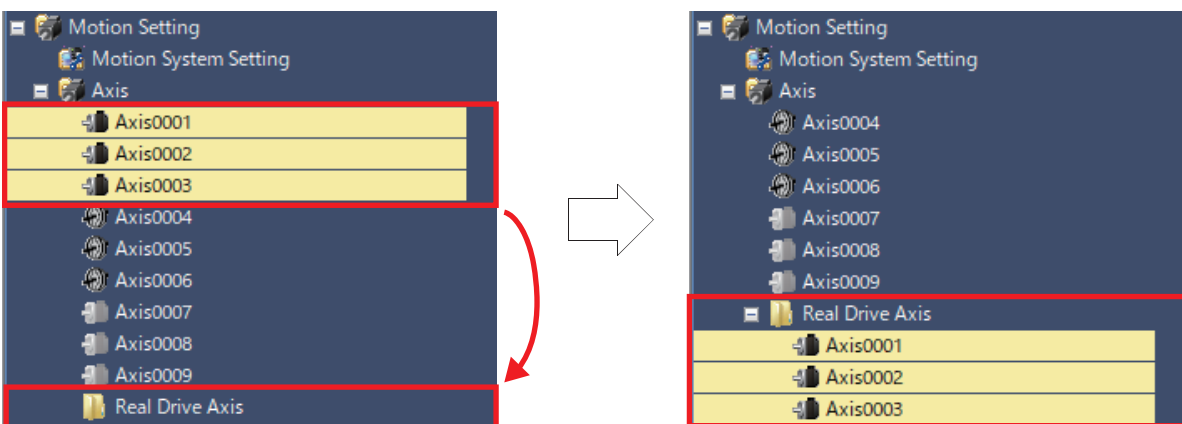 Motion Setting
Motion System Setting
Axis
Axis0001
Axis0002
Axis0003
Axis0004
Axis0005
Axis0006
Axis0007
Axis0008
Axis0009
Real Drive Axis
Motion Setting
Motion System Setting
Axis
Axis0004
Axis0005
Axis0006
Axis0007
Axis0008
Axis0009
Real Drive Axis
Axis0001
Axis0002
Axis0003